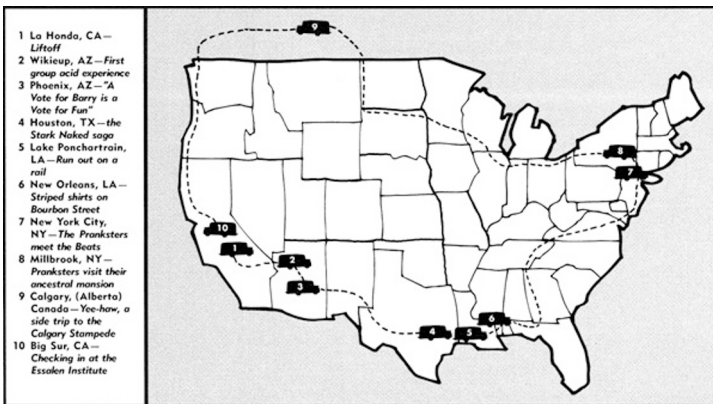 1 La Honda, CA—
Liftoff
2 Wikieup, AZ—First
group acid experience
3 Phoenix, AZ—"A
Vote for Barry is a
Vote for Fun"
4 Houston, TX—the
Stark Naked saga
5 Lake Ponchartrain,
LA—Run out on a
rail
6 New Orleans, LA—
Striped shirts on
Bourbon Street
7 New York City,
NY—The Pranksters
meet the Beats
8 Millbrook, NY—
Pranksters visit their
ancestral mansion
9 Calgary, (Alberta)
Canada—Yee-haw, a
side trip to the
Calgary Stampede
10 Big Sur, CA—
Checking in at the
Essalen Institute
9
8
7
10
1
2
3
6
4
5